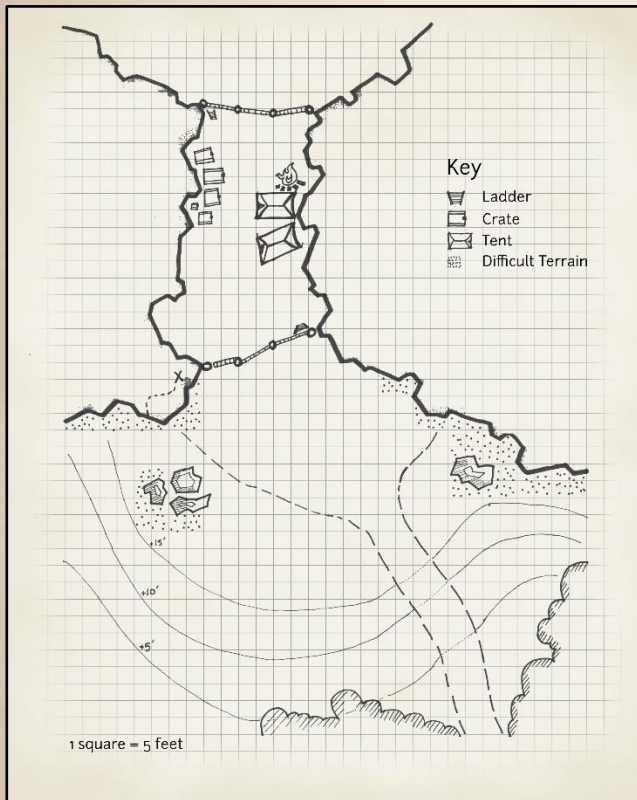 Key
Ladder
Crate
Tent
Difficult Terrain
X
+15'
+10'
+5'
1 square = 5 feet